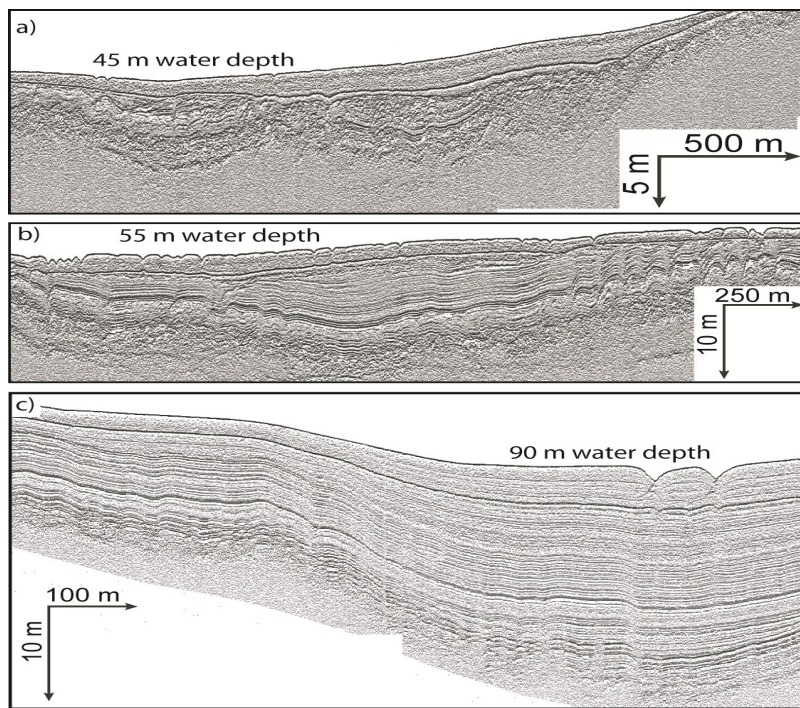 a)
45 m water depth
500 m
5 m
b)
55 m water depth
250 m
10 m
c)
90 m water depth
100 m
10 m